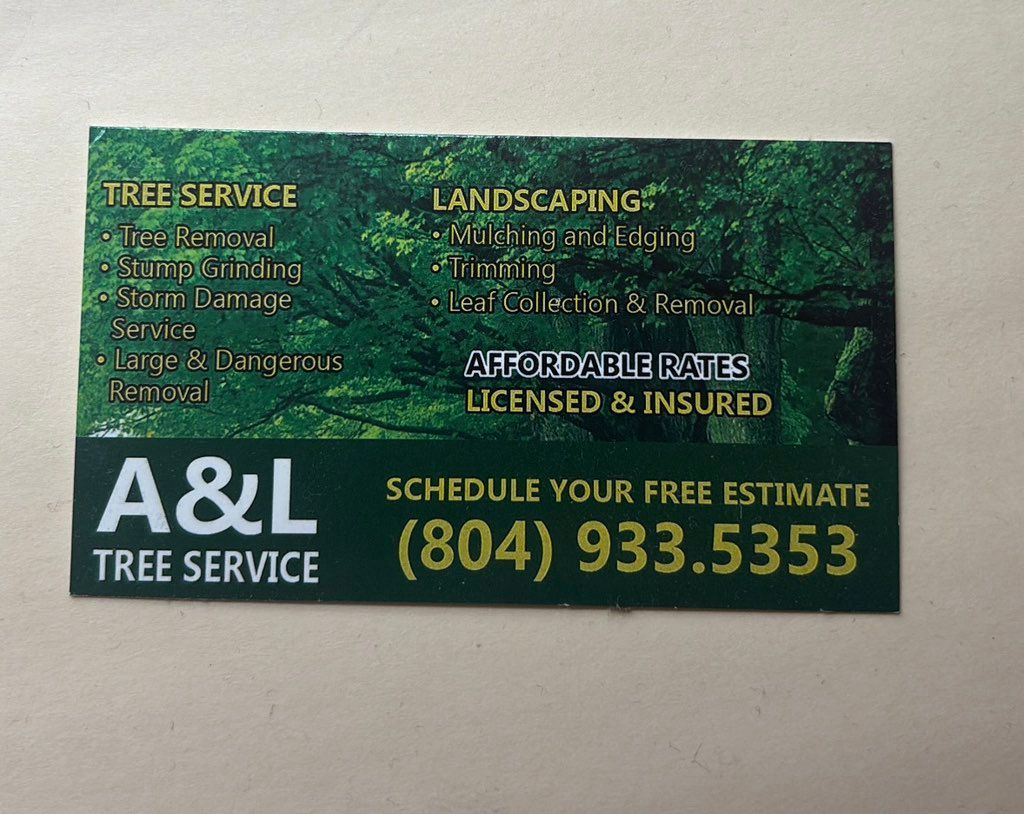 TREE SERVICE
• Tree Removal
• Stump Grinding
• Storm Damage
Service
• Large & Dangerous
Removal
LANDSCAPING
• Mulching and Edging
• Trimming
• Leaf Collection & Removal
AFFORDABLE RATES
LICENSED & INSURED
A&L
TREE SERVICE
SCHEDULE YOUR FREE ESTIMATE
(804) 933.5353